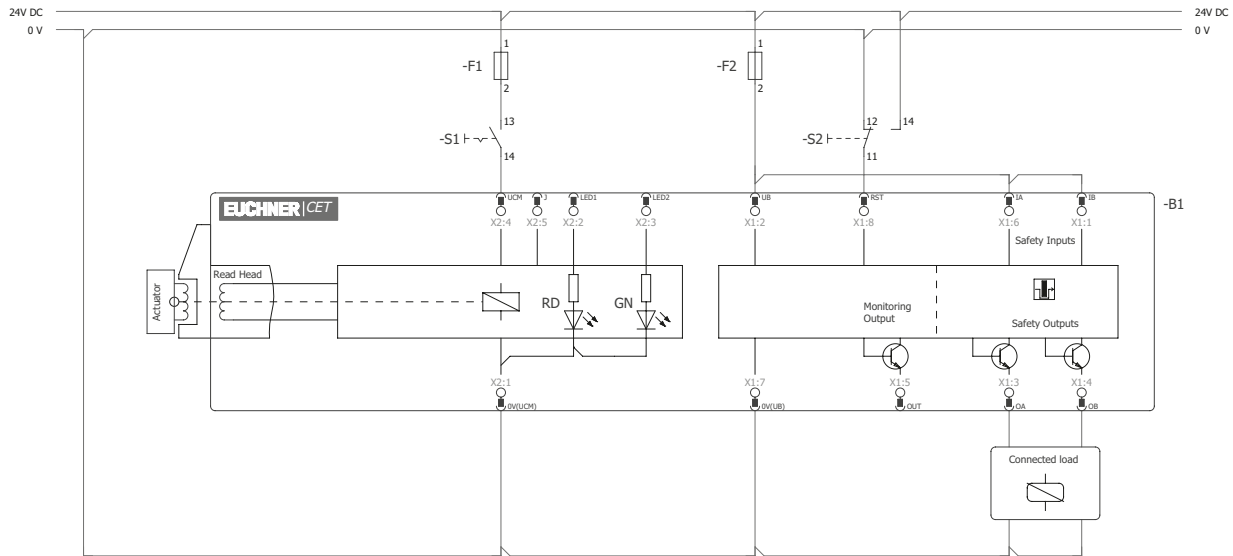 24V DC 24V DC
0 V 0 V
1 1
-F1 -F2
2 2
13 12 14
-S1 -S2
14 11
UCM J LED1 LED2 UB RST IA IB
EUCHNER CET -B1
X2:4 X2:5 X2:2 X2:3 X1:2 X1:8 X1:6 X1:1
Safety Inputs
Read Head
Actuator
RD GN
Monitoring
Output
Safety Outputs
X2:1 X1:7 X1:5 X1:3 X1:4
0V(UCM) 0V(UB) OUT OA OB
Connected load